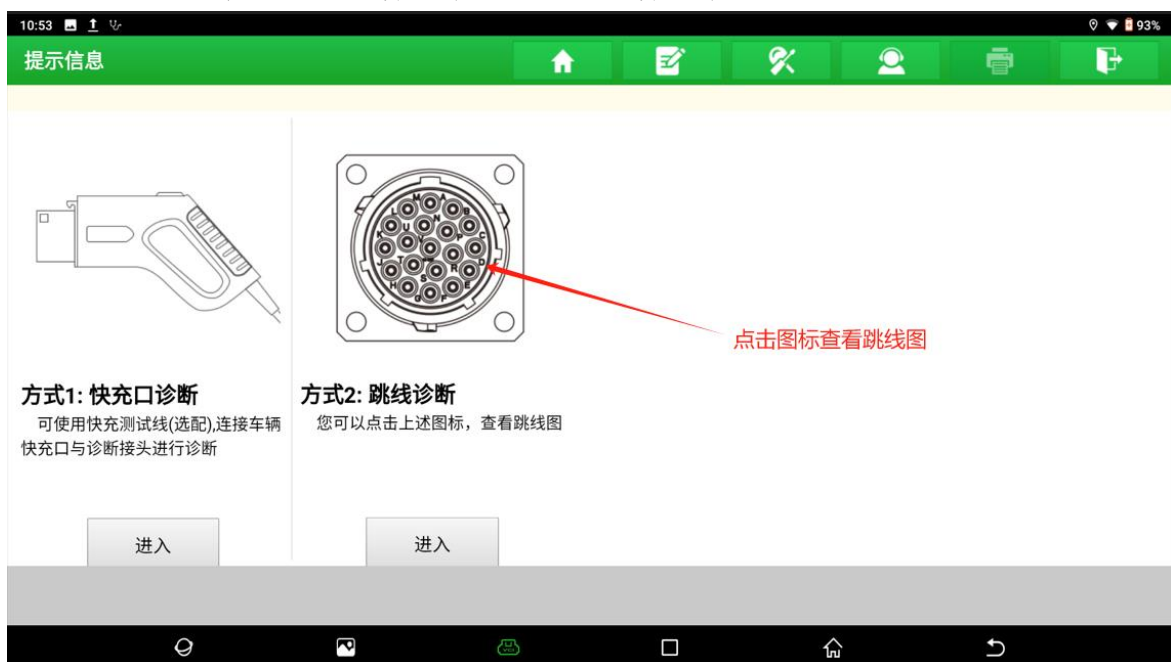 10:53
93%
提示信息
M A
L B
U N
K V P C
J T R D
S
H E
G F
点击图标查看跳线图
方式1: 快充口诊断
可使用快充测试线(选配),连接车辆
快充口与诊断接头进行诊断
方式2: 跳线诊断
您可以点击上述图标，查看跳线图
进入
进入
VCI